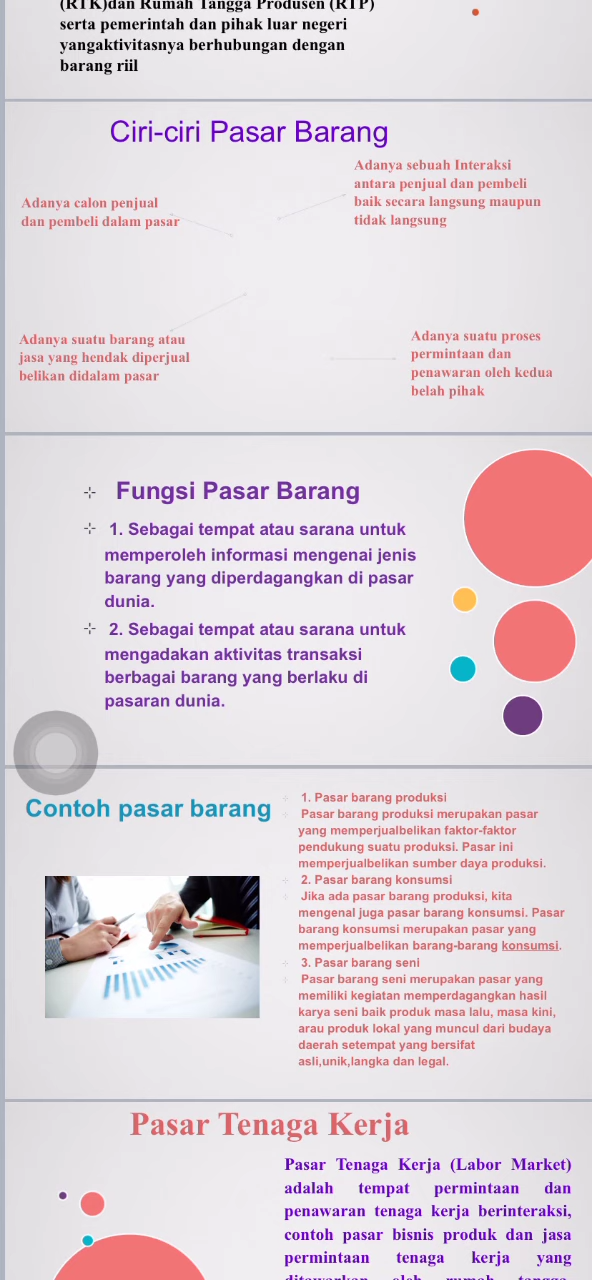 (RTK)dan Rumah Tangga Produsen (RTP)
serta pemerintah dan pihak luar negeri
yangaktivitasnya berhubungan dengan
barang riil
Ciri-ciri Pasar Barang
Adanya calon penjual
dan pembeli dalam pasar
Adanya sebuah Interaksi
antara penjual dan pembeli
baik secara langsung maupun
tidak langsung
Adanya suatu barang atau
jasa yang hendak diperjual
belikan didalam pasar
Adanya suatu proses
permintaan dan
penawaran oleh kedua
belah pihak
Fungsi Pasar Barang
1. Sebagai tempat atau sarana untuk
memperoleh informasi mengenai jenis
barang yang diperdagangkan di pasar
dunia.
2. Sebagai tempat atau sarana untuk
mengadakan aktivitas transaksi
berbagai barang yang berlaku di
pasaran dunia.
Contoh pasar barang
1. Pasar barang produksi
Pasar barang produksi merupakan pasar
yang memperjualbelikan faktor-faktor
pendukung suatu produksi. Pasar ini
memperjualbelikan sumber daya produksi.
2. Pasar barang konsumsi
Jika ada pasar barang produksi, kita
mengenal juga pasar barang konsumsi. Pasar
barang konsumsi merupakan pasar yang
memperjualbelikan barang-barang konsumsi.
3. Pasar barang seni
Pasar barang seni merupakan pasar yang
memiliki kegiatan memperdagangkan hasil
karya seni baik produk masa lalu, masa kini,
arau produk lokal yang muncul dari budaya
daerah setempat yang bersifat
asli,unik,langka dan legal.
Pasar Tenaga Kerja
Pasar Tenaga Kerja (Labor Market)
adalah tempat permintaan dan
penawaran tenaga kerja berinteraksi,
contoh pasar bisnis produk dan jasa
permintaan tenaga kerja yang
ditawarkan oleh rumah tangga